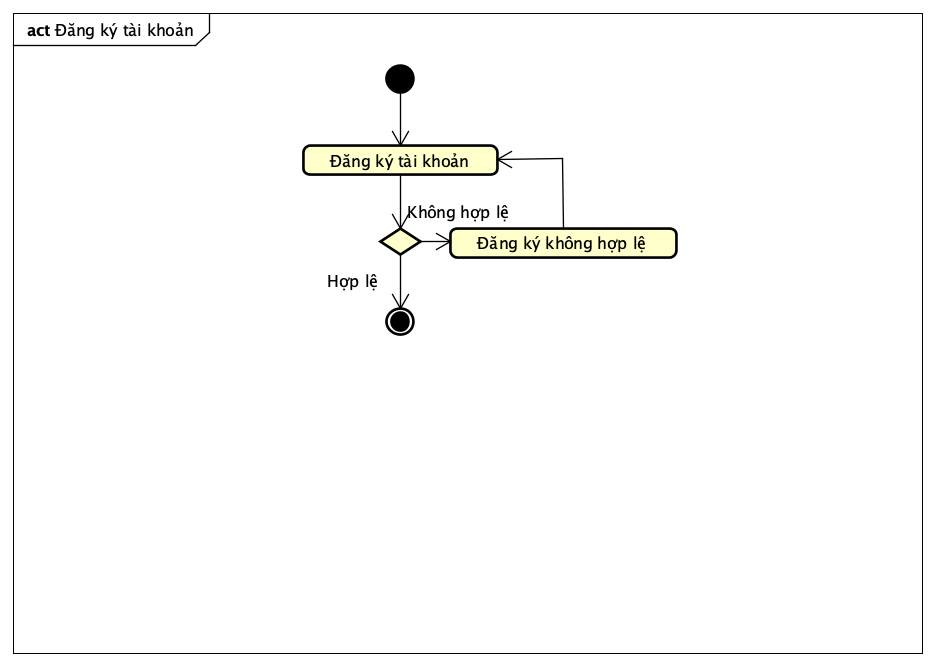 act Đăng ký tài khoản
Đăng ký tài khoản
Không hợp lệ
Đăng ký không hợp lệ
Hợp lệ